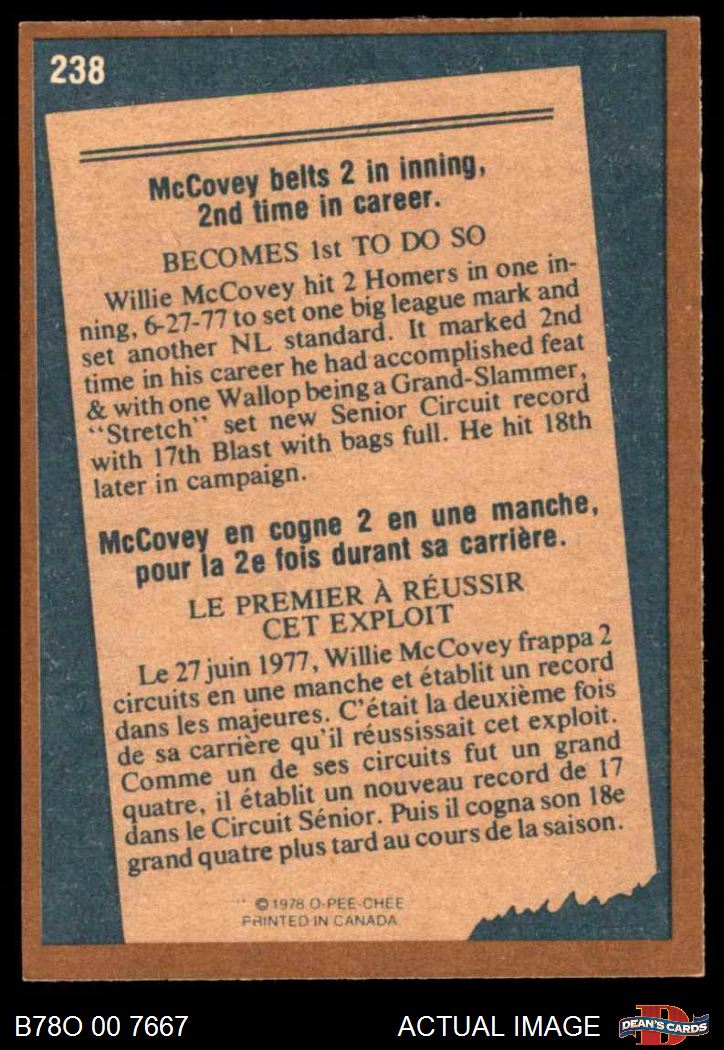 238
McCovey belts 2 in inning,
2nd time in career.
BECOMES 1st TO DO SO
Willie McCovey hit 2 Homers in one in-
ning, 6-27-77 to set one big league mark and
set another NL standard. It marked 2nd
time in his career he had accomplished feat
& with one Wallop being a Grand-Slammer,
“Stretch” set new Senior Circuit record
with 17th Blast with bags full. He hit 18th
later in campaign.
McCovey en cogne 2 en une manche,
pour la 2e fois durant sa carrière.
LE PREMIER À RÉUSSIR
CET EXPLOIT
Le 27 juin 1977, Willie McCovey frappa 2
circuits en une manche et établit un record
dans les majeures. C'était la deuxième fois
de sa carrière qu'il réussissait cet exploit.
Comme un de ses circuits fut un grand
quatre, il établit un nouveau record de 17
dans le Circuit Sénior. Puis il cogna son 18e
grand quatre plus tard au cours de la saison.
©1978 O-PEE-CHEE
PRINTED IN CANADA
B78O 00 7667
ACTUAL IMAGE
D
DEAN'S CARDS